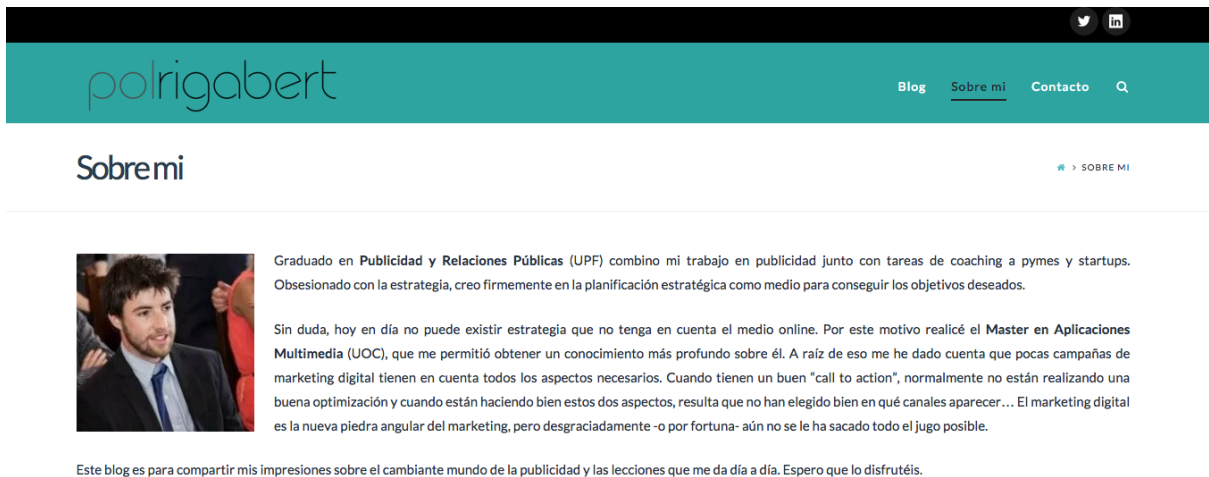 polrigabert
Blog Sobre mi Contacto
Sobre mi
> SOBRE MI
Graduado en Publicidad y Relaciones Públicas (UPF) combino mi trabajo en publicidad junto con tareas de coaching a pymes y startups.
Obsesionado con la estrategia, creo firmemente en la planificación estratégica como medio para conseguir los objetivos deseados.
Sin duda, hoy en día no puede existir estrategia que no tenga en cuenta el medio online. Por este motivo realicé el Master en Aplicaciones
Multimedia (UOC), que me permitió obtener un conocimiento más profundo sobre él. A raíz de eso me he dado cuenta que pocas campañas de
marketing digital tienen en cuenta todos los aspectos necesarios. Cuando tienen un buen “call to action”, normalmente no están realizando una
buena optimización y cuando están haciendo bien estos dos aspectos, resulta que no han elegido bien en qué canales aparecer… El marketing digital
es la nueva piedra angular del marketing, pero desgraciadamente -o por fortuna- aún no se le ha sacado todo el jugo posible.
Este blog es para compartir mis impresiones sobre el cambiante mundo de la publicidad y las lecciones que me da día a día. Espero que lo disfrutéis.